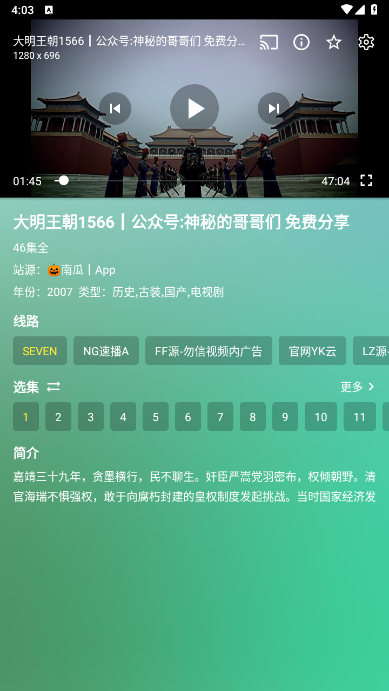 4:03
大明王朝1566┃公众号:神秘的哥哥们 免费分…
1280 x 696
01:45
47:04
大明王朝1566┃公众号:神秘的哥哥们 免费分享
46集全
站源：🎃南瓜┃App
年份：2007 类型：历史,古装,国产,电视剧
线路
SEVEN NG速播A FF源-勿信视频内广告 官网YK云 LZ源-
选集 更多
1 2 3 4 5 6 7 8 9 10 11
简介
嘉靖三十九年，贪墨横行，民不聊生。奸臣严嵩党羽密布，权倾朝野。清
官海瑞不惧强权，敢于向腐朽封建的皇权制度发起挑战。当时国家经济发